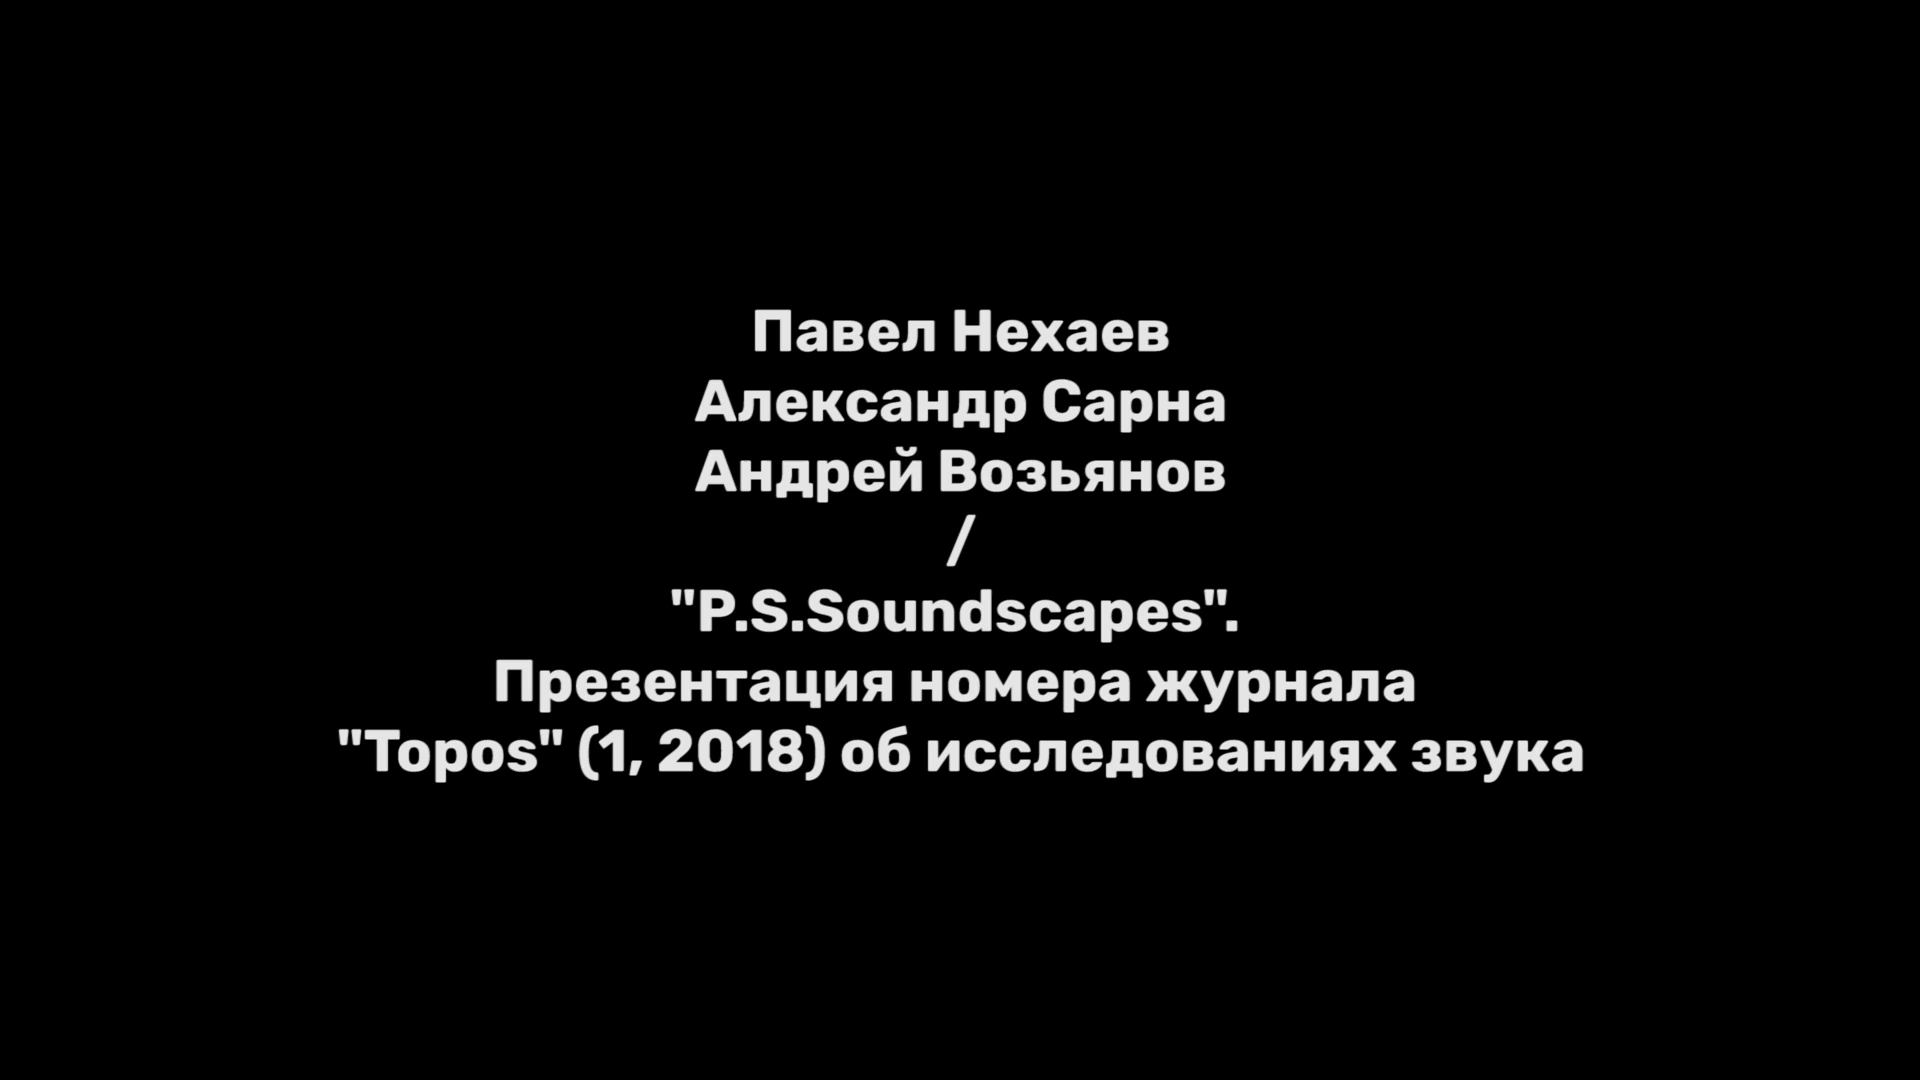 Павел Нехаев
Александр Сарна
Андрей Возьянов
/
"P.S.Soundscapes".
Презентация номера журнала
"Topos" (1, 2018) об исследованиях звука